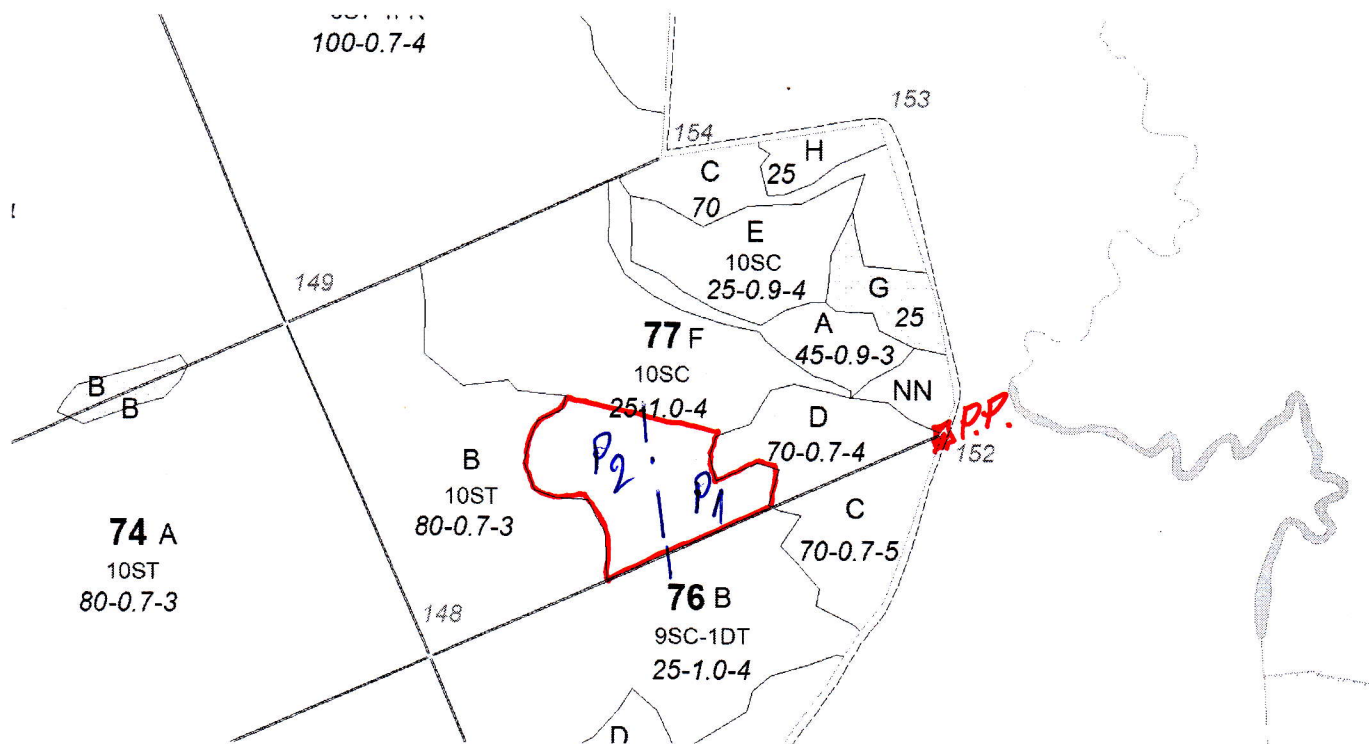 100-0.7-4
153
154
H
C
25
70
E
10SC
25-0.9-4
149
G
25
A
77 F
45-0.9-3
10SC
B
NN
25-1.0-4
B
D
P.P.
70-0.7-4
152
B
P2
10ST
P1
80-0.7-3
C
74 A
70-0.7-5
10ST
80-0.7-3
76 B
148
9SC-1DT
25-1.0-4
D